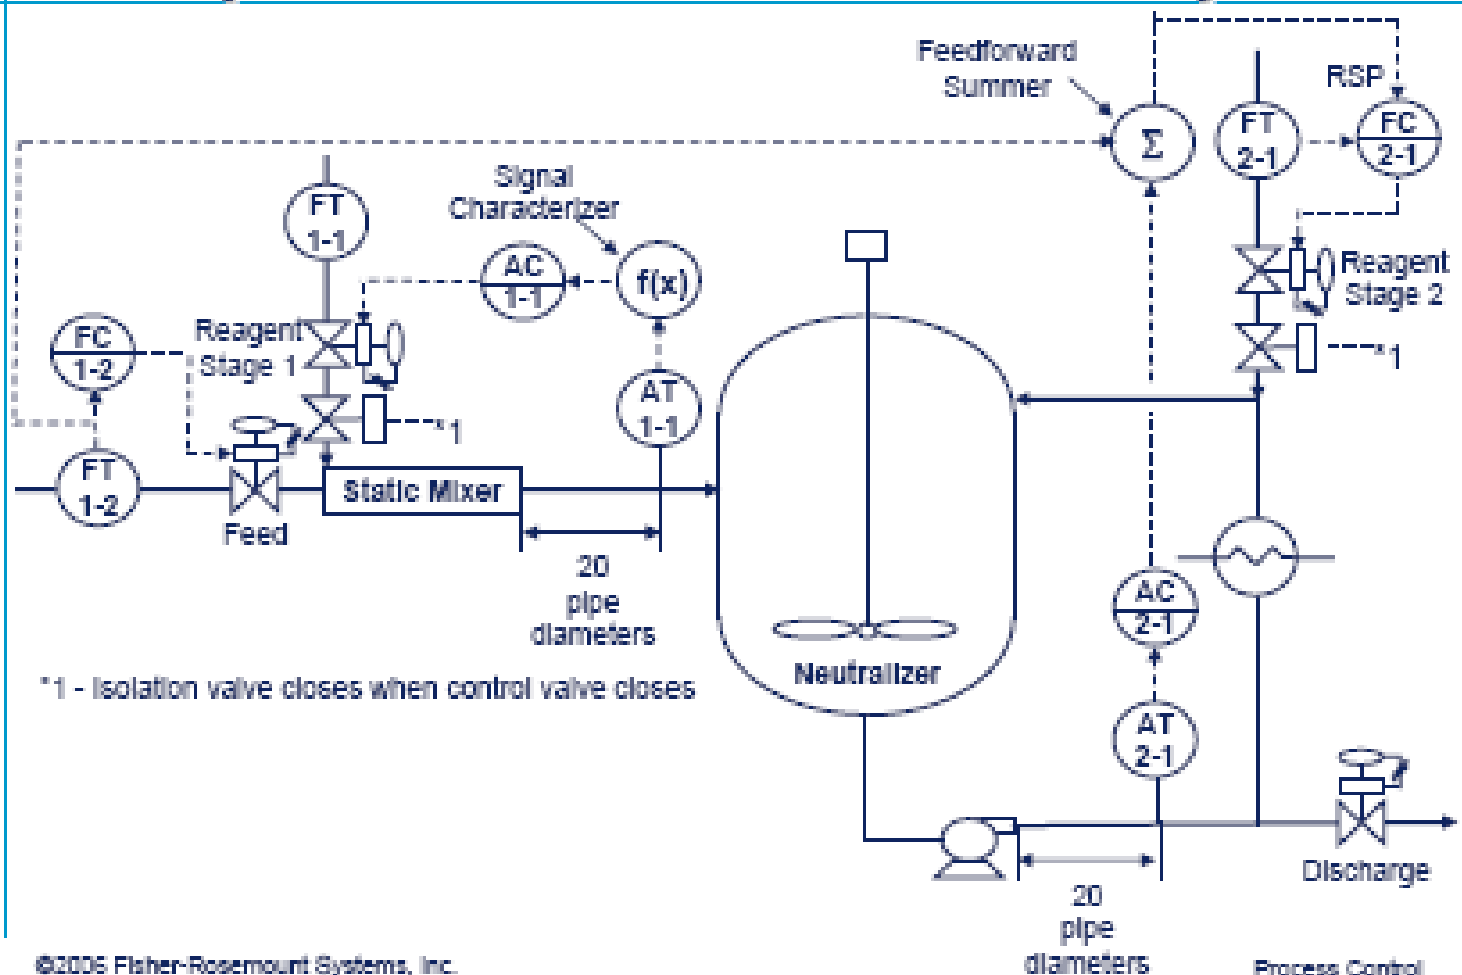 Feedforward
Summer
RSP
Σ
FT
2-1
FC
2-1
Signal
Characterizer
FT
1-1
AC
1-1
f(x)
Reagent
Stage 2
*1
FC
1-2
Reagent
Stage 1
AT
1-1
*1
FT
1-2
Static Mixer
Feed
20
pipe
diameters
AC
2-1
Neutralizer
*1 - Isolation valve closes when control valve closes
AT
2-1
Discharge
20
pipe
diameters
©2006 Fisher-Rosemount Systems, Inc.
Process Control